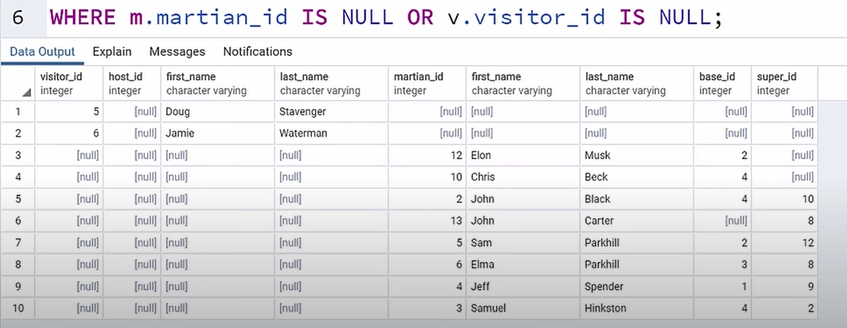 6 WHERE m.martian_id IS NULL OR v.visitor_id IS NULL;
Data Output Explain Messages Notifications
visitor_id host_id first_name last_name martian_id first_name last_name base_id super_id
integer integer character varying character varying integer character varying character varying integer integer
1 5 [null] Doug Stavenger [null] [null] [null] [null] [null]
2 6 [null] Jamie Waterman [null] [null] [null] [null] [null]
3 [null] [null] [null] [null] 12 Elon Musk 2 [null]
4 [null] [null] [null] [null] 10 Chris Beck 4 [null]
5 [null] [null] [null] [null] 2 John Black 4 10
6 [null] [null] [null] [null] 13 John Carter [null] 8
7 [null] [null] [null] [null] 5 Sam Parkhill 2 12
8 [null] [null] [null] [null] 6 Elma Parkhill 3 8
9 [null] [null] [null] [null] 4 Jeff Spender 1 9
10 [null] [null] [null] [null] 3 Samuel Hinkston 4 2